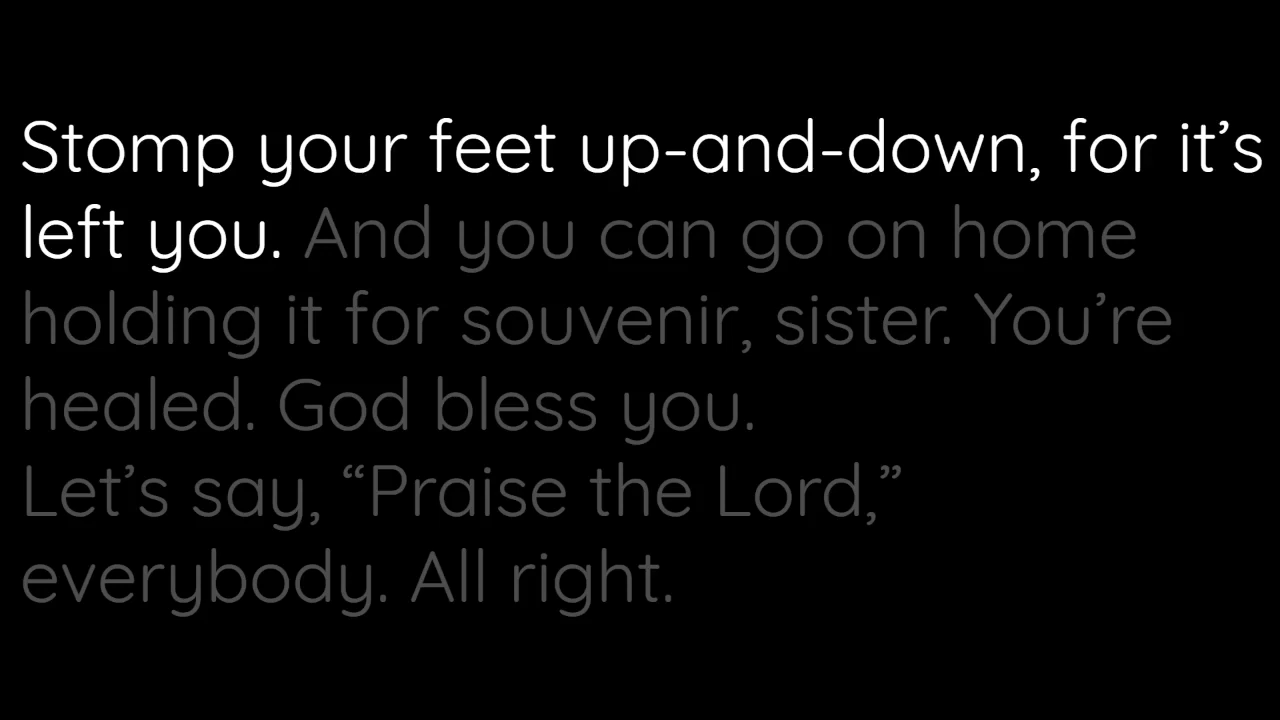 Stomp your feet up-and-down, for it’s
left you. And you can go on home
holding it for souvenir, sister. You’re
healed. God bless you.
Let’s say, “Praise the Lord,”
everybody. All right.